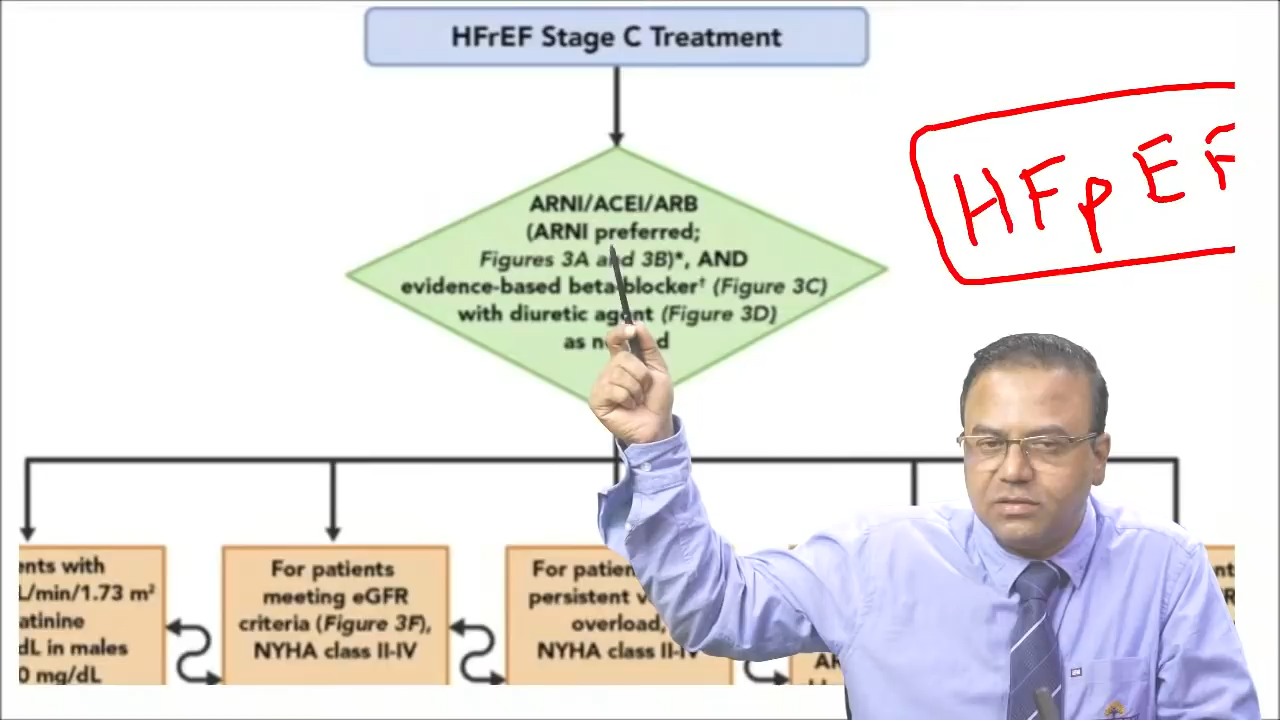 HFrEF Stage C Treatment
HFpEF
ARNI/ACEI/ARB
(ARNI preferred;
Figures 3A and 3B)*, AND
evidence-based beta-blocker† (Figure 3C)
with diuretic agent (Figure 3D)
as
ents with
L/min/1.73 m²
atinine
dL in males
0 mg/dL
For patients
meeting eGFR
criteria (Figure 3F),
NYHA class II-IV
For
persistent
overload,
NYHA class II-IV